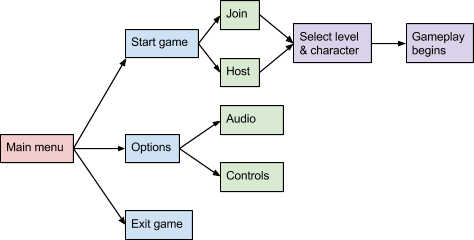 Join
Start game
Select level
& character
Gameplay
begins
Host
Audio
Main menu
Options
Controls
Exit game